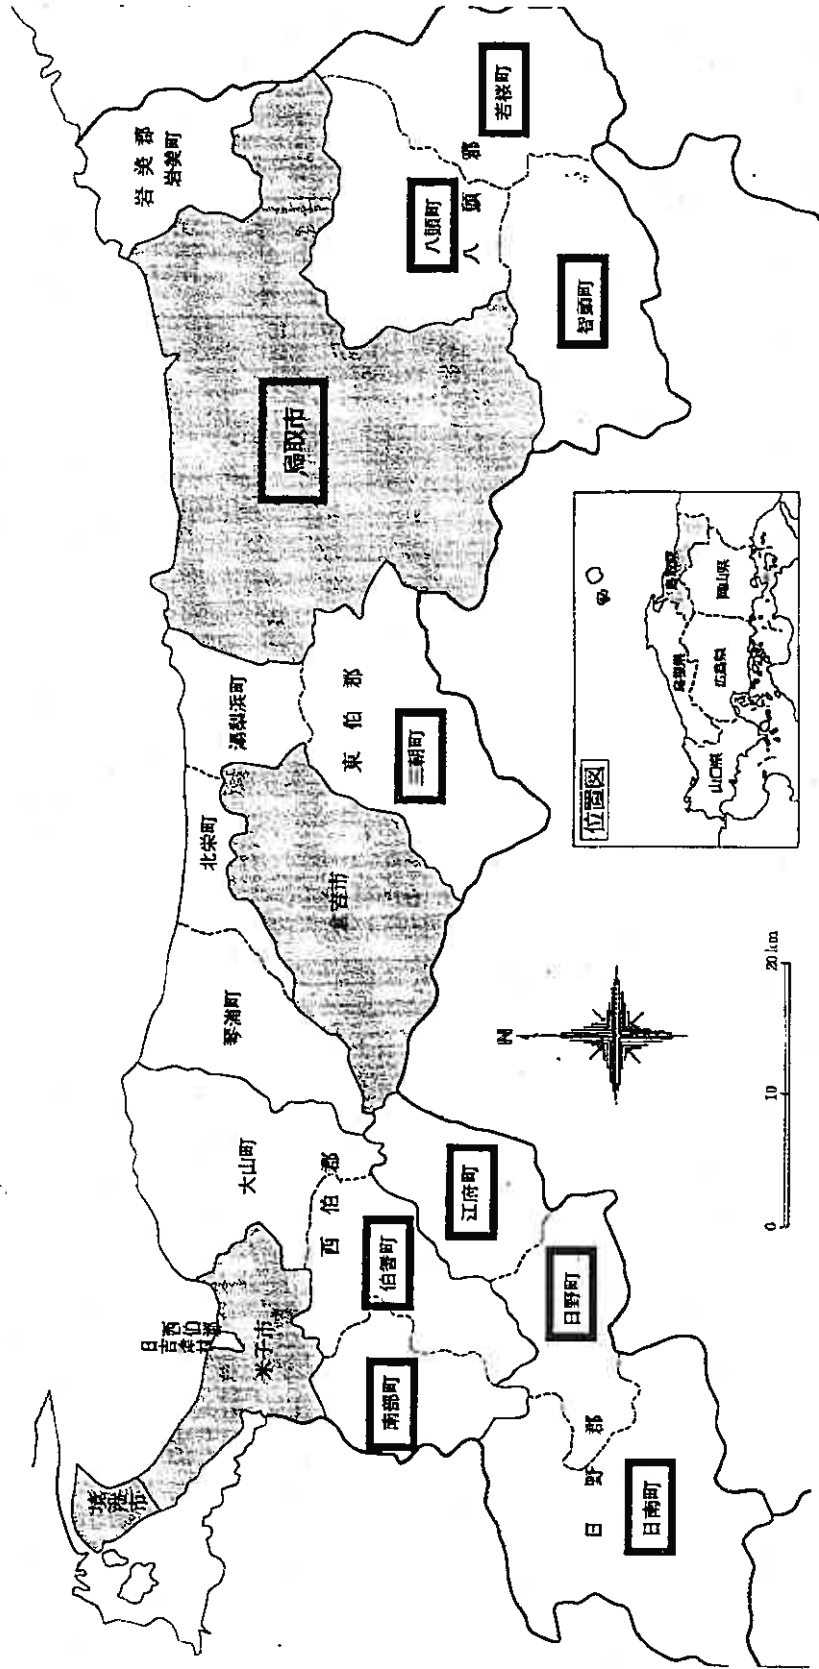 岩美郡
岩美町
鳥取市
八頭郡
八頭町
若桜町
智頭町
湯梨浜町
北栄町
琴浦町
東伯郡
三朝町
倉吉市
大山町
西伯郡
伯耆町
南部町
西伯郡
日吉津村
米子市
境港市
江府町
日野町
日野郡
日南町
N
0 10 20km
位置図
鳥取県
島根県
岡山県
広島県
山口県